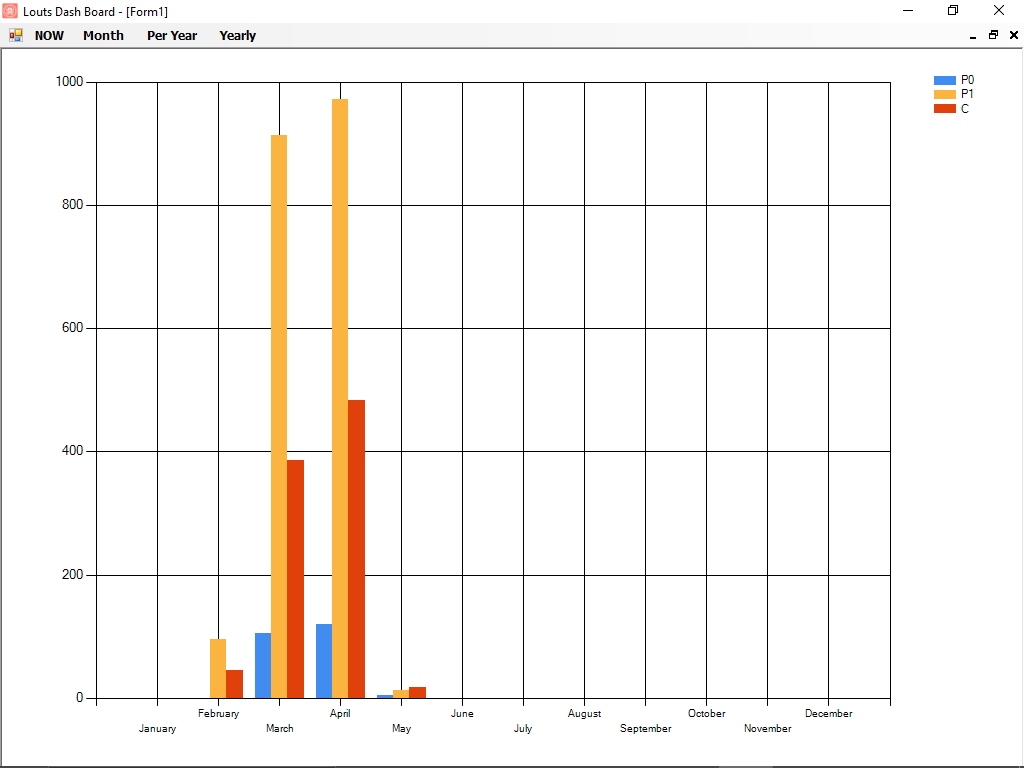 Louts Dash Board - [Form1]
NOW Month Per Year Yearly
1000
800
600
400
200
0
P0
P1
C
February April June August October December
January March May July September November